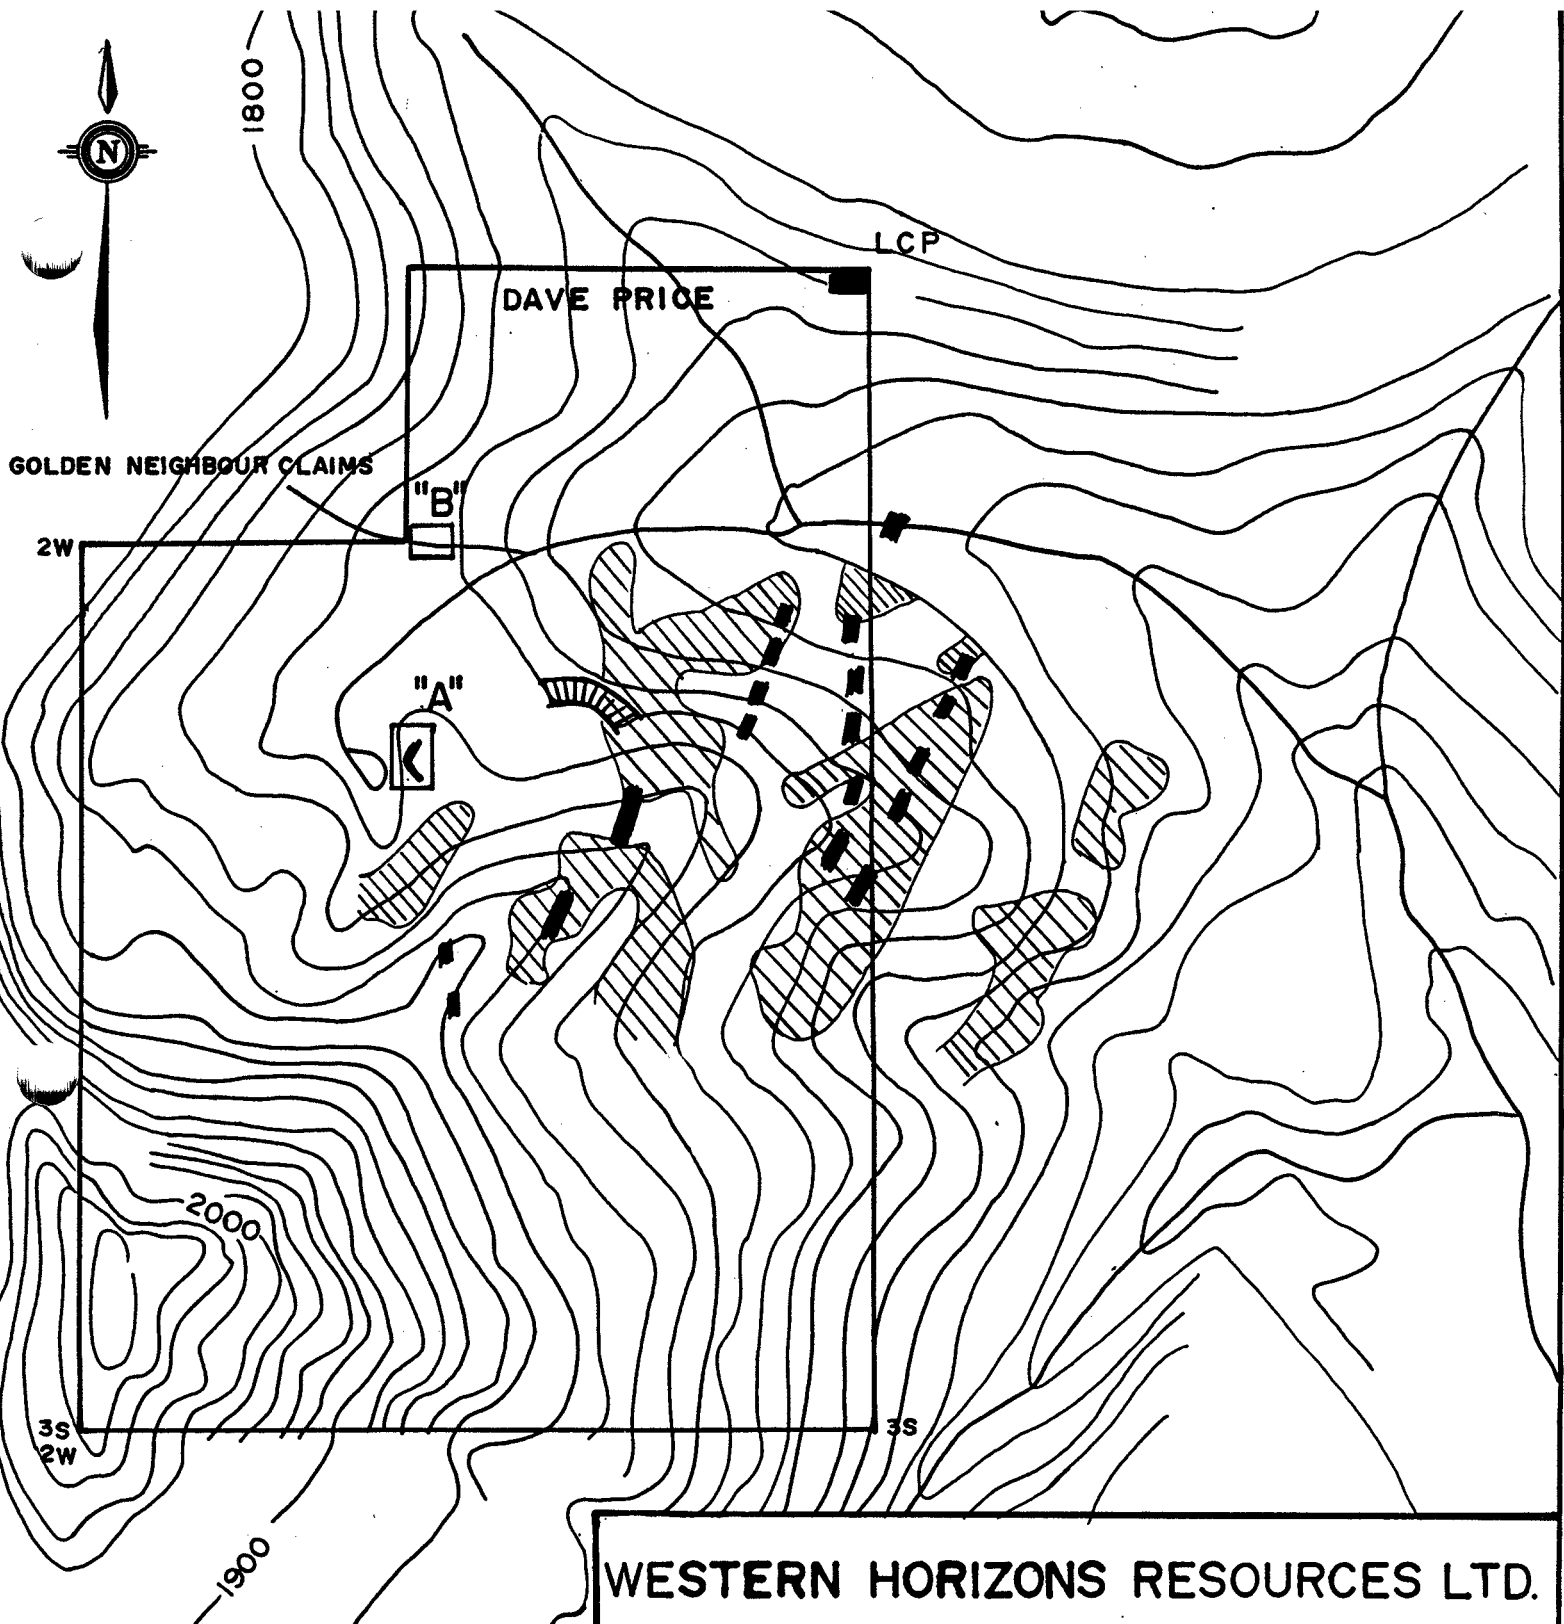 1800
N
LCP
DAVE PRICE
GOLDEN NEIGHBOUR CLAIMS
"B"
2W
"A"
2000
3S
2W
3S
1900
WESTERN HORIZONS RESOURCES LTD.